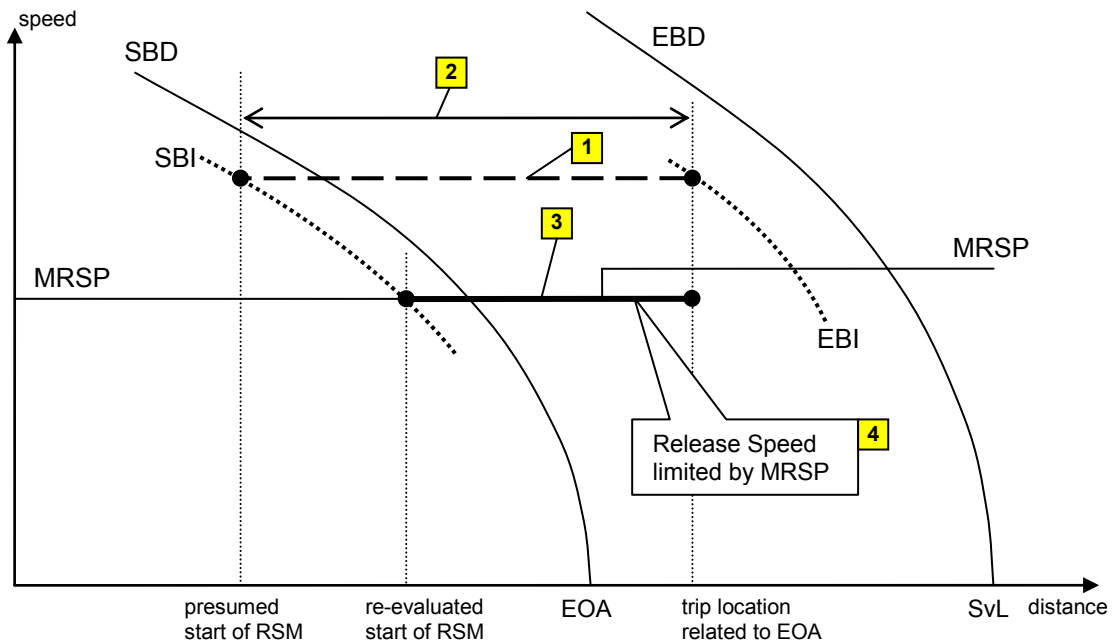 speed
SBD
EBD
2
SBI
1
3
MRSP
MRSP
EBI
Release Speed
limited by MRSP
4
presumed
start of RSM
re-evaluated
start of RSM
EOA
trip location
related to EOA
SvL
distance